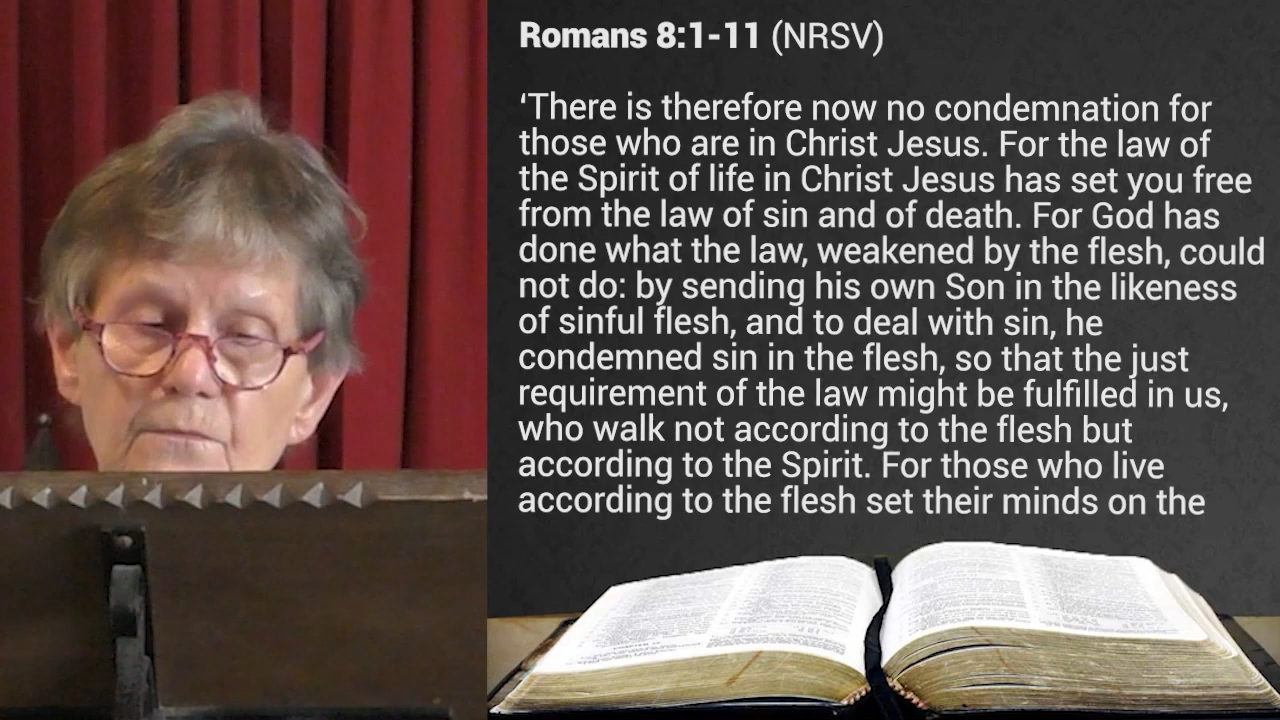 Romans 8:1-11 (NRSV)
‘There is therefore now no condemnation for
those who are in Christ Jesus. For the law of
the Spirit of life in Christ Jesus has set you free
from the law of sin and of death. For God has
done what the law, weakened by the flesh, could
not do: by sending his own Son in the likeness
of sinful flesh, and to deal with sin, he
condemned sin in the flesh, so that the just
requirement of the law might be fulfilled in us,
who walk not according to the flesh but
according to the Spirit. For those who live
according to the flesh set their minds on the